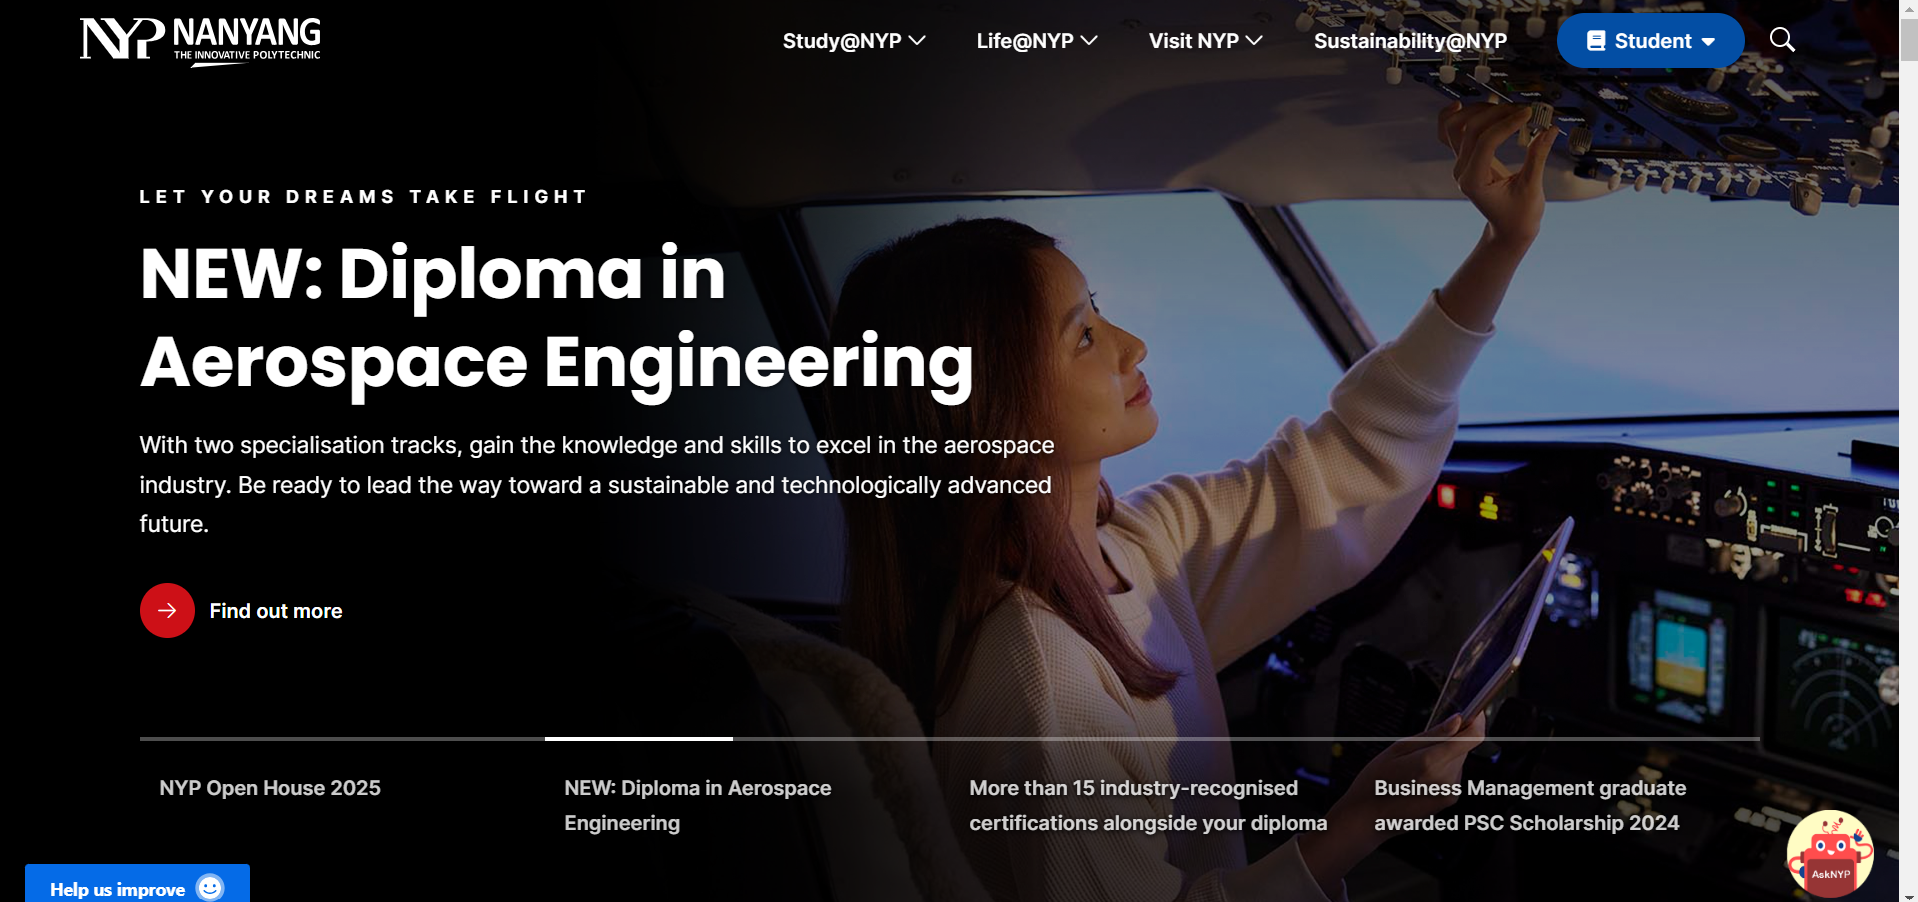 NYP NANYANG
THE INNOVATIVE POLYTECHNIC
Study@NYP
Life@NYP
Visit NYP
Sustainability@NYP
Student
LET YOUR DREAMS TAKE FLIGHT
NEW: Diploma in
Aerospace Engineering
With two specialisation tracks, gain the knowledge and skills to excel in the aerospace
industry. Be ready to lead the way toward a sustainable and technologically advanced
future.
Find out more
NYP Open House 2025
NEW: Diploma in Aerospace
Engineering
More than 15 industry-recognised
certifications alongside your diploma
Business Management graduate
awarded PSC Scholarship 2024
Help us improve
AskNYP